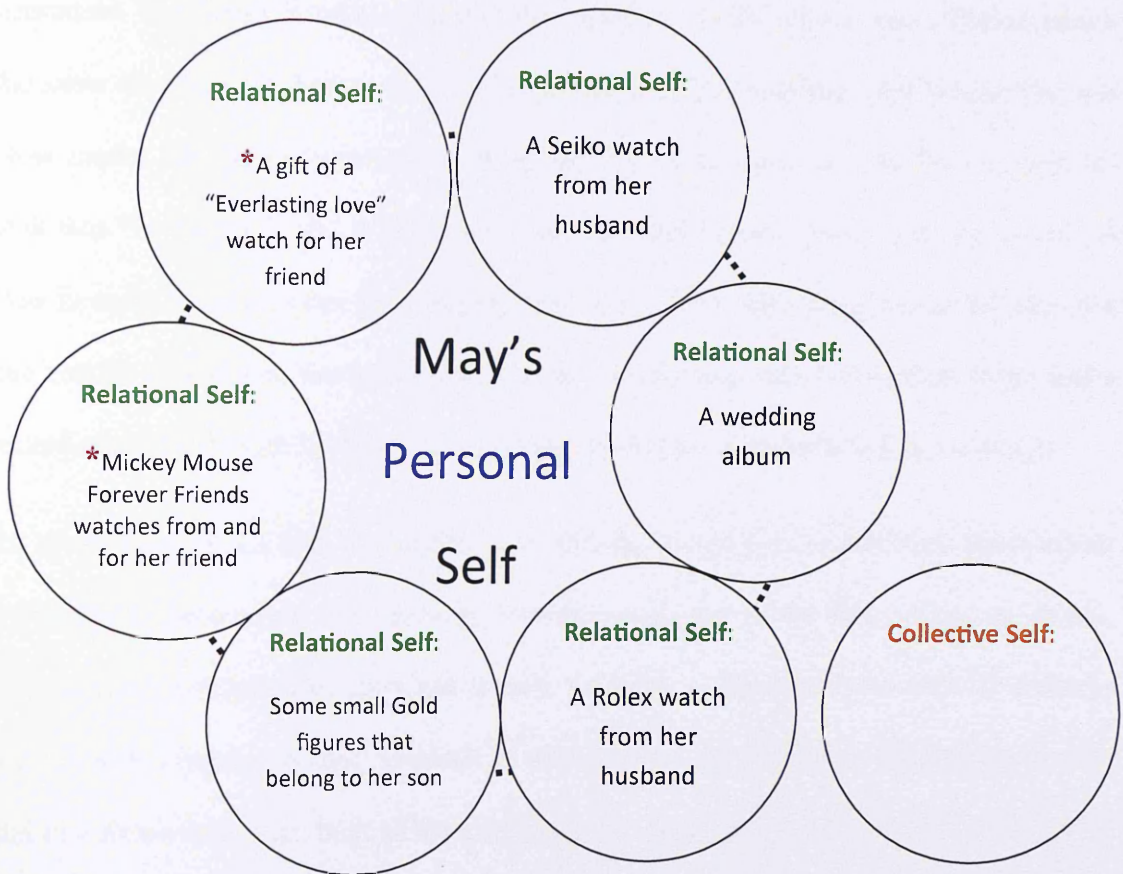 Relational Self:
*A gift of a
“Everlasting love”
watch for her
friend
Relational Self:
A Seiko watch
from her
husband
Relational Self:
A wedding
album
Relational Self:
*Mickey Mouse
Forever Friends
watches from and
for her friend
May's
Personal
Self
Relational Self:
Some small Gold
figures that
belong to her son
Relational Self:
A Rolex watch
from her
husband
Collective Self: